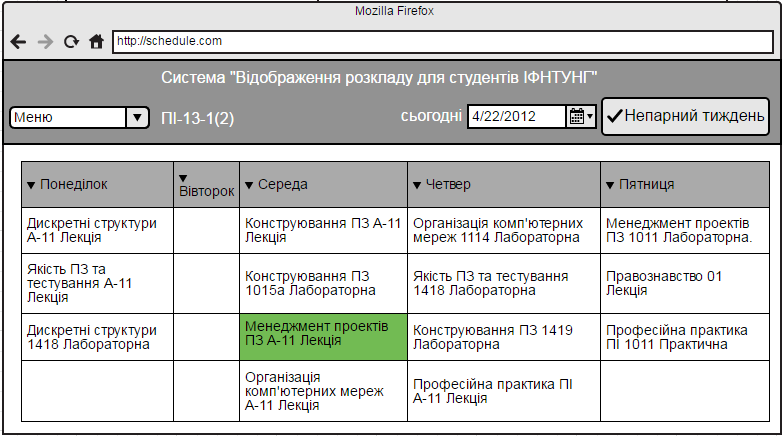 Mozilla Firefox
http://schedule.com
Система "Відображення розкладу для студентів ІФНТУНГ"
Меню
ПІ-13-1(2)
сьогодні
4/22/2012
Непарний тиждень
Понеділок
Вівторок
Середа
Четвер
Пятниця
Дискретні структури
А-11 Лекція
Конструювання ПЗ А-11
Лекція
Організація комп'ютерних
мереж 1114 Лабораторна
Менеджмент проектів
ПЗ 1011 Лабораторна.
Якість ПЗ та
тестування А-11
Лекція
Конструювання ПЗ
1015а Лабораторна
Якість ПЗ та тестування
1418 Лабораторна
Правознавство 01
Лекція
Дискретні структури
1418 Лабораторна
Менеджмент проектів
ПЗ А-11 Лекція
Конструювання ПЗ 1419
Лабораторна
Професійна практика
ПІ 1011 Практична
Організація
комп'ютерних мереж
А-11 Лекція
Професійна практика ПІ
А-11 Лекція